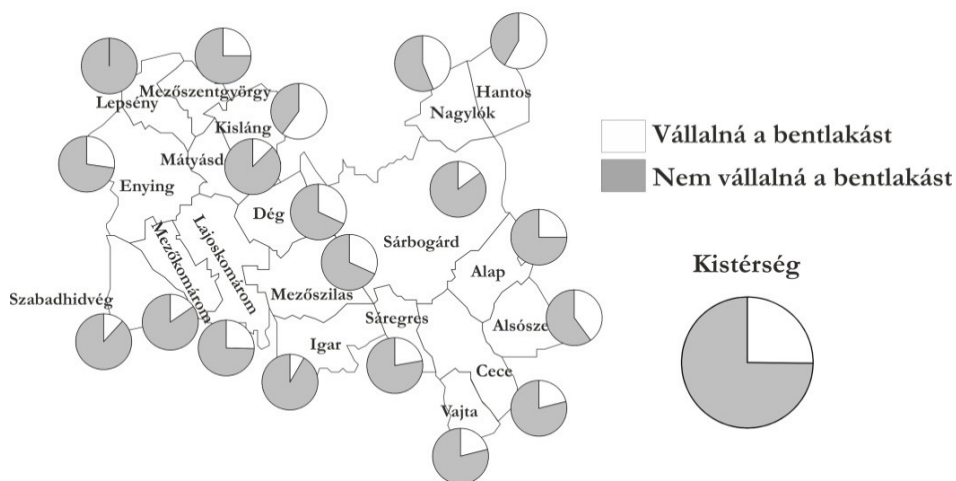 Lepsény
Mezőszentgyörgy
Kisláng
Mátyásd
Enying
Dég
Nagylók
Hantos
Sárbogárd
Alap
Szabadhidvég
Mezőkomárom
Lajoskomárom
Mezőszilas
Sáregres
Igar
Alsósze
Cece
Vajta
Vállalná a bentlakást
Nem vállalná a bentlakást
Kistérség